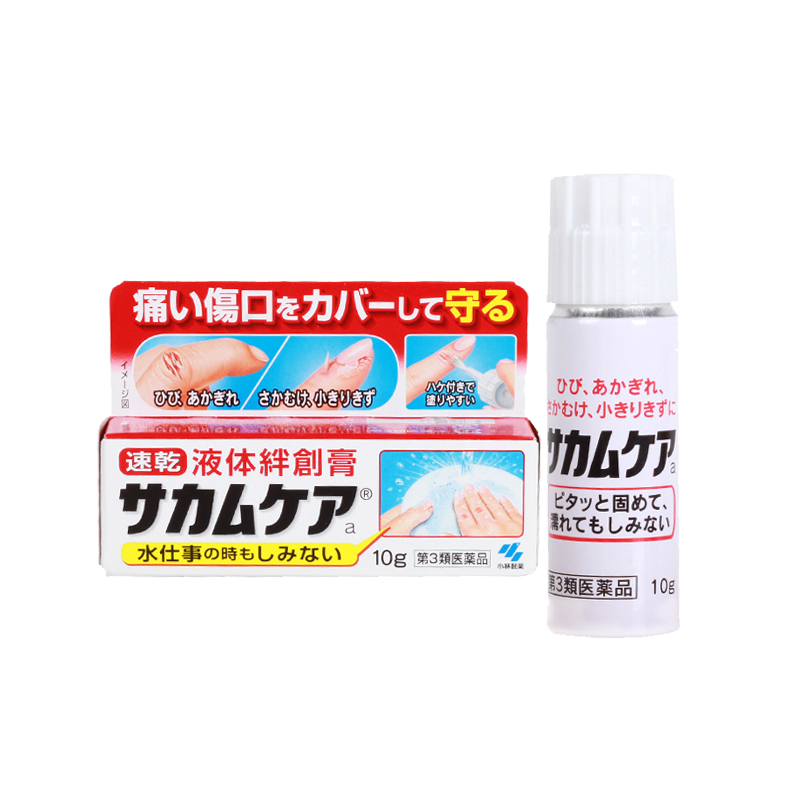 痛い傷口をカバーして守る
イメージ図
ひび、あかぎれ
さかむけ、小きりきず
ハケ付きで
塗りやすい
速乾 液体絆創膏
サカムケア®a
水仕事の時もしみない
10g 第3類医薬品
小林製薬
ひび、あかぎれ、
さかむけ、小きりきずに
サカムケアa
ピタッと固めて、
濡れてもしみない
第3類医薬品 10g